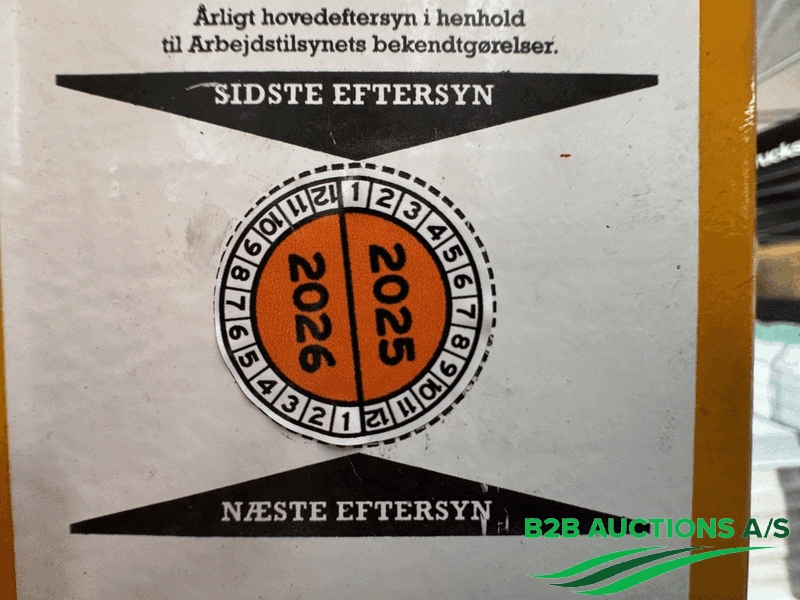 Årligt hovedeftersyn i henhold
til Arbejdstilsynets bekendtgørelser.
SIDSTE EFTERSYN
1 2 3 4 5 6 7 8 9 10 11 12
2025
2026
1 2 3 4 5 6 7 8 9 10 11 12
NÆSTE EFTERSYN
B2B AUCTIONS A/S